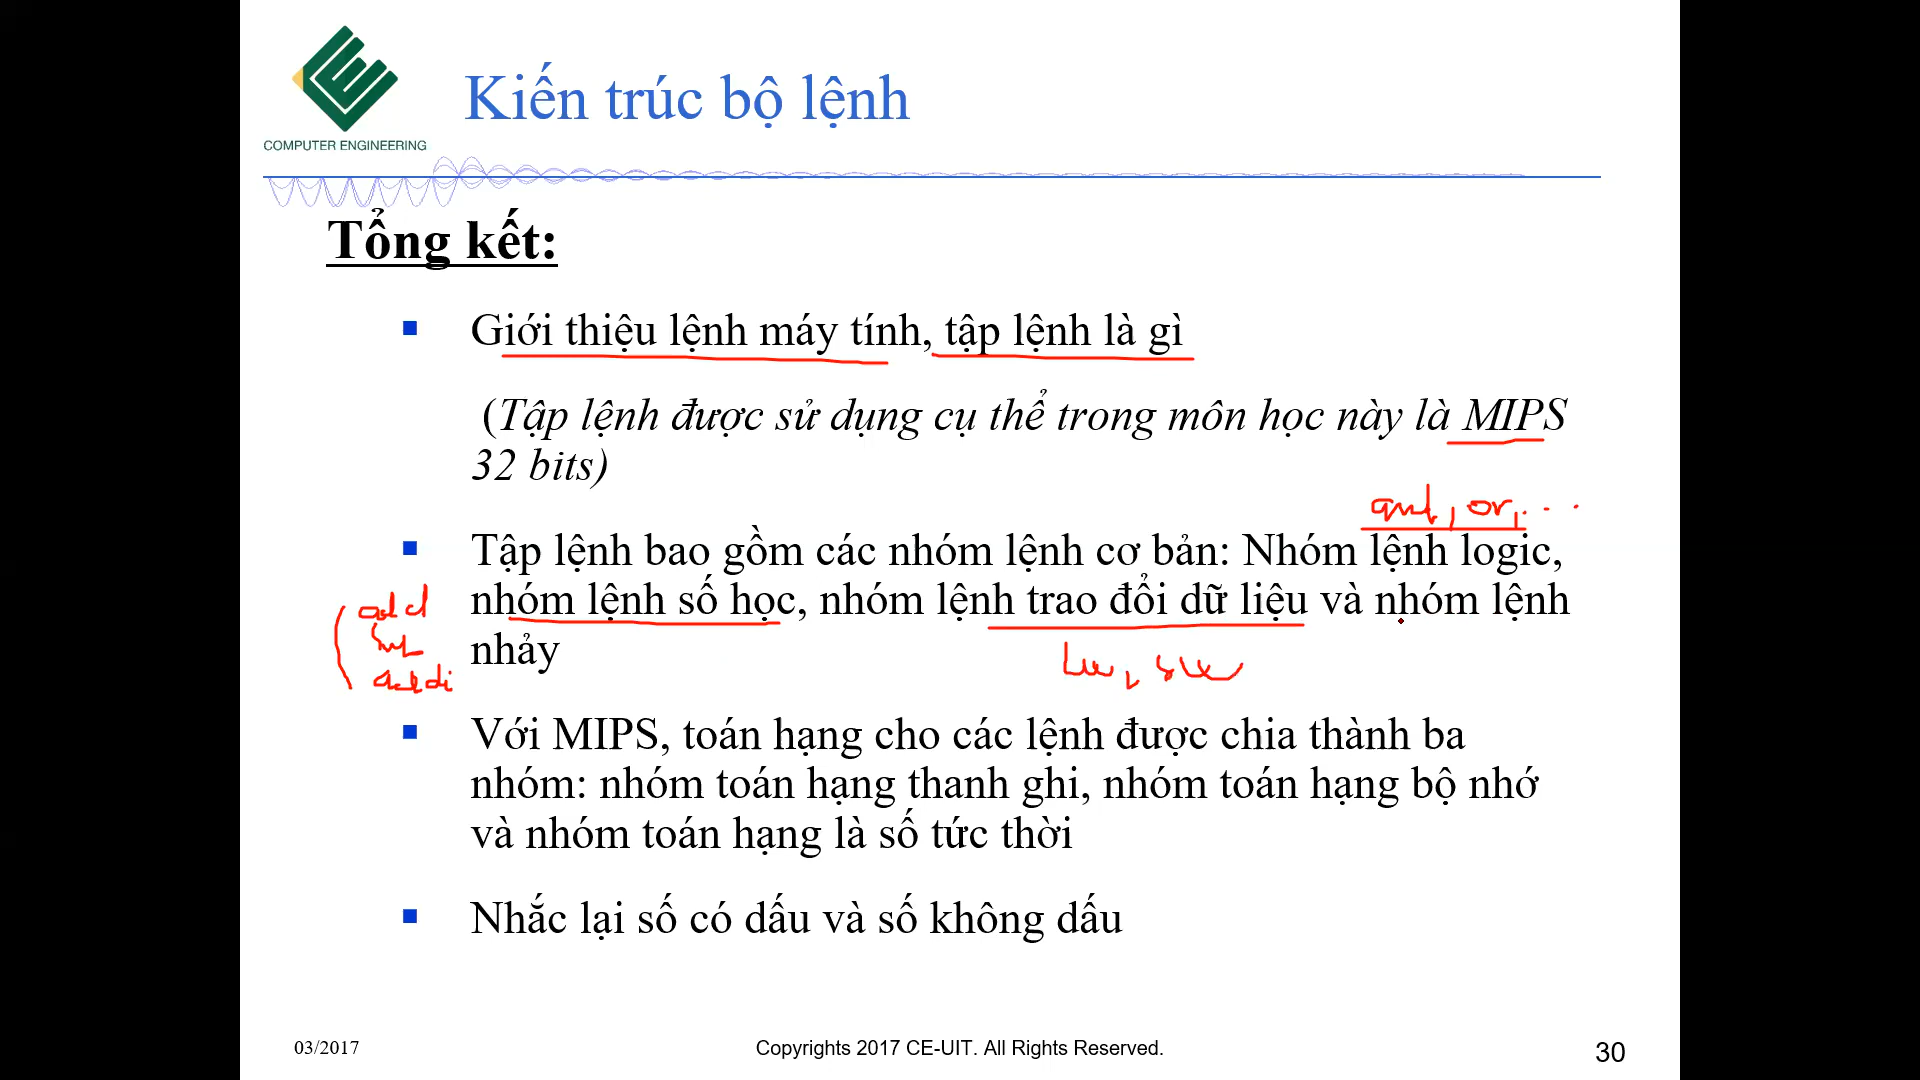 COMPUTER ENGINEERING
Kiến trúc bộ lệnh
Tổng kết:
Giới thiệu lệnh máy tính, tập lệnh là gì
(Tập lệnh được sử dụng cụ thể trong môn học này là MIPS
32 bits)
and, or, ...
Tập lệnh bao gồm các nhóm lệnh cơ bản: Nhóm lệnh logic,
add
nhóm lệnh số học, nhóm lệnh trao đổi dữ liệu và nhóm lệnh
sub
nhảy
lw, sw
addi
Với MIPS, toán hạng cho các lệnh được chia thành ba
nhóm: nhóm toán hạng thanh ghi, nhóm toán hạng bộ nhớ
và nhóm toán hạng là số tức thời
Nhắc lại số có dấu và số không dấu
03/2017
Copyrights 2017 CE-UIT. All Rights Reserved.
30